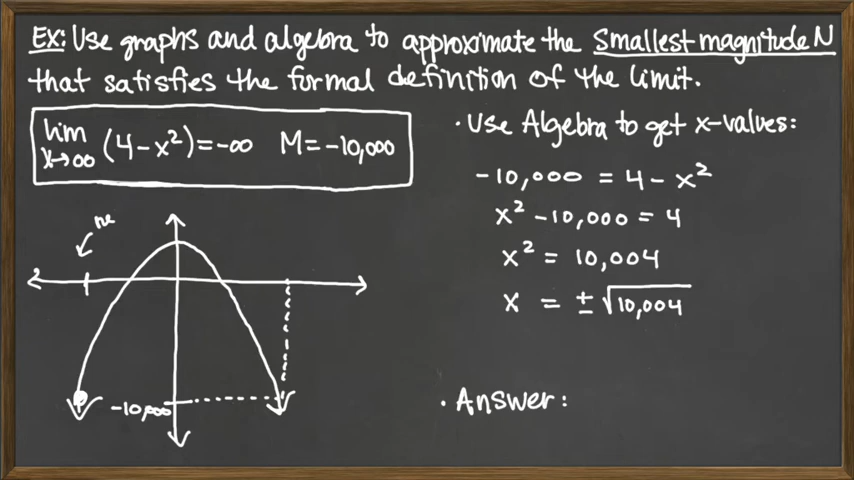 Ex: Use graphs and algebra to approximate the smallest magnitude N
that satisfies the formal definition of the limit.
lim x→∞ (4-x²) = -∞ M = -10,000
• Use Algebra to get x-values:
-10,000 = 4 - x²
x² - 10,000 = 4
x² = 10,004
x = ± √10,004
ne
-10,000
• Answer: